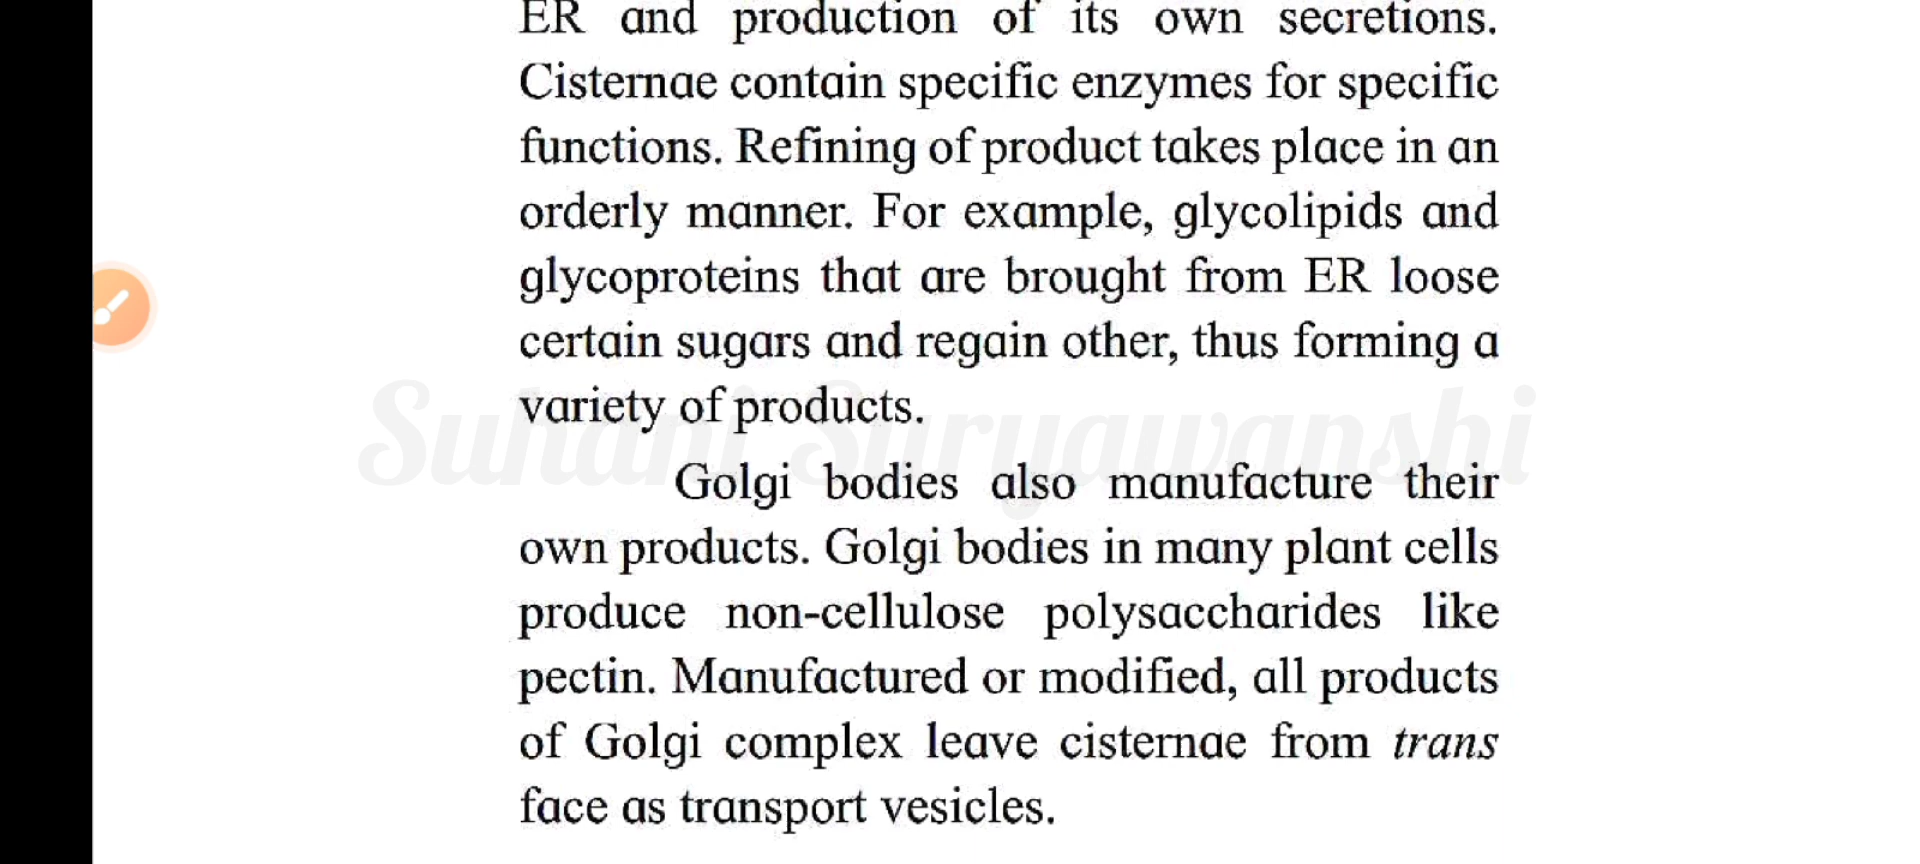 ER and production of its own secretions.
Cisternae contain specific enzymes for specific
functions. Refining of product takes place in an
orderly manner. For example, glycolipids and
glycoproteins that are brought from ER loose
certain sugars and regain other, thus forming a
variety of products.
Suhani Suryawanshi
Golgi bodies also manufacture their
own products. Golgi bodies in many plant cells
produce non-cellulose polysaccharides like
pectin. Manufactured or modified, all products
of Golgi complex leave cisternae from trans
face as transport vesicles.